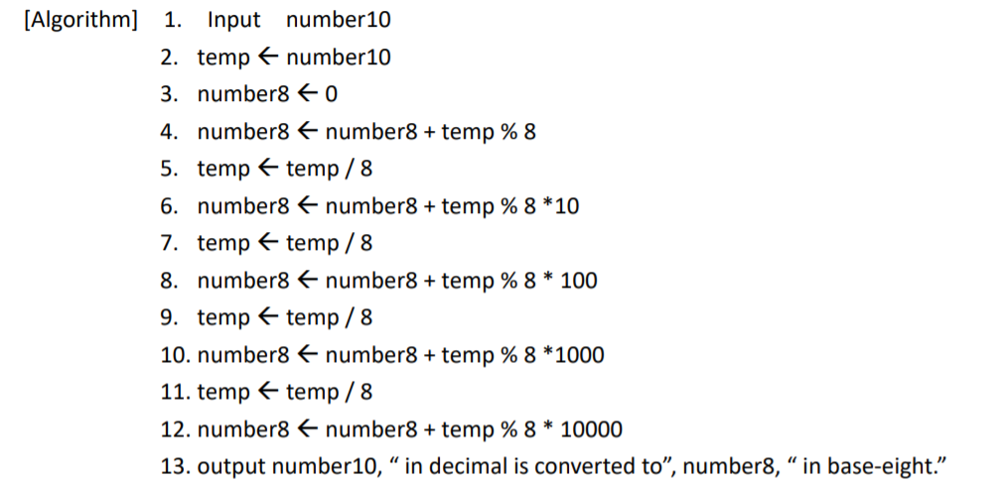 [Algorithm] 1. Input number10
2. temp ← number10
3. number8 ← 0
4. number8 ← number8 + temp % 8
5. temp ← temp / 8
6. number8 ← number8 + temp % 8 *10
7. temp ← temp / 8
8. number8 ← number8 + temp % 8 * 100
9. temp ← temp / 8
10. number8 ← number8 + temp % 8 *1000
11. temp ← temp / 8
12. number8 ← number8 + temp % 8 * 10000
13. output number10, “ in decimal is converted to”, number8, “ in base-eight.”